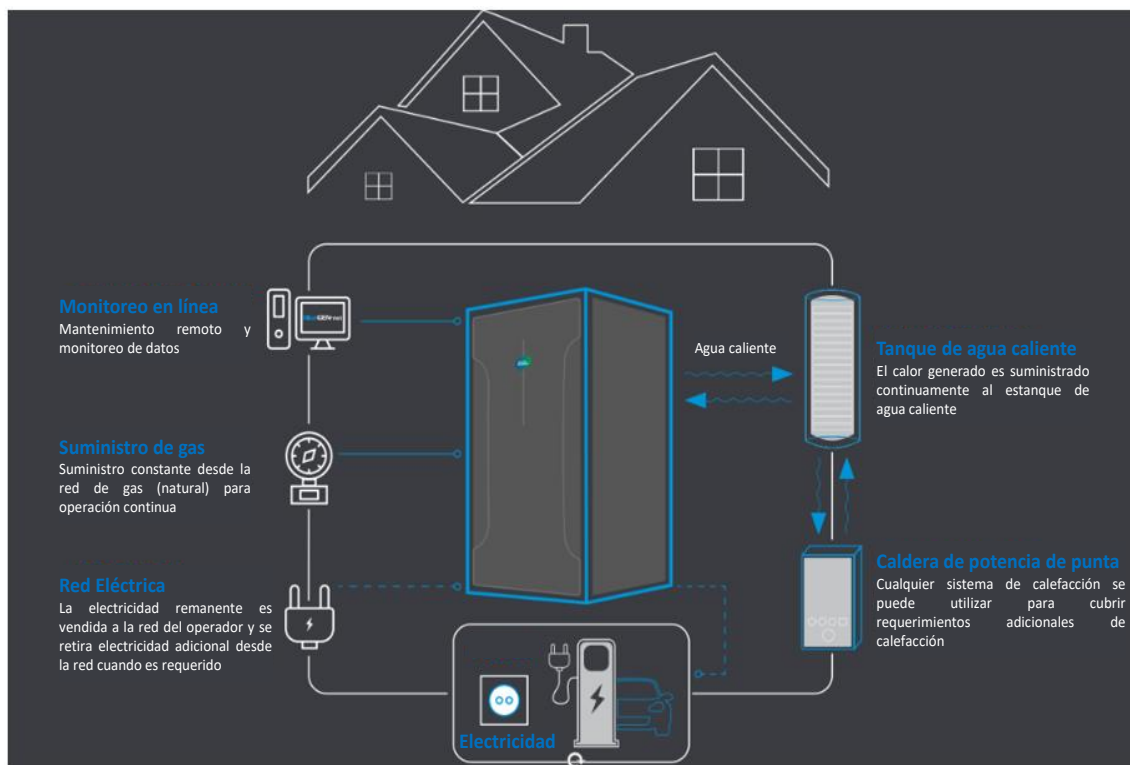 Monitoreo en línea
Mantenimiento remoto y
monitoreo de datos
Suministro de gas
Suministro constante desde la
red de gas (natural) para
operación continua
Red Eléctrica
La electricidad remanente es
vendida a la red del operador y se
retira electricidad adicional desde
la red cuando es requerido
Agua caliente
Tanque de agua caliente
El calor generado es suministrado
continuamente al estanque de
agua caliente
Caldera de potencia de punta
Cualquier sistema de calefacción se
puede utilizar para cubrir
requerimientos adicionales de
calefacción
Electricidad